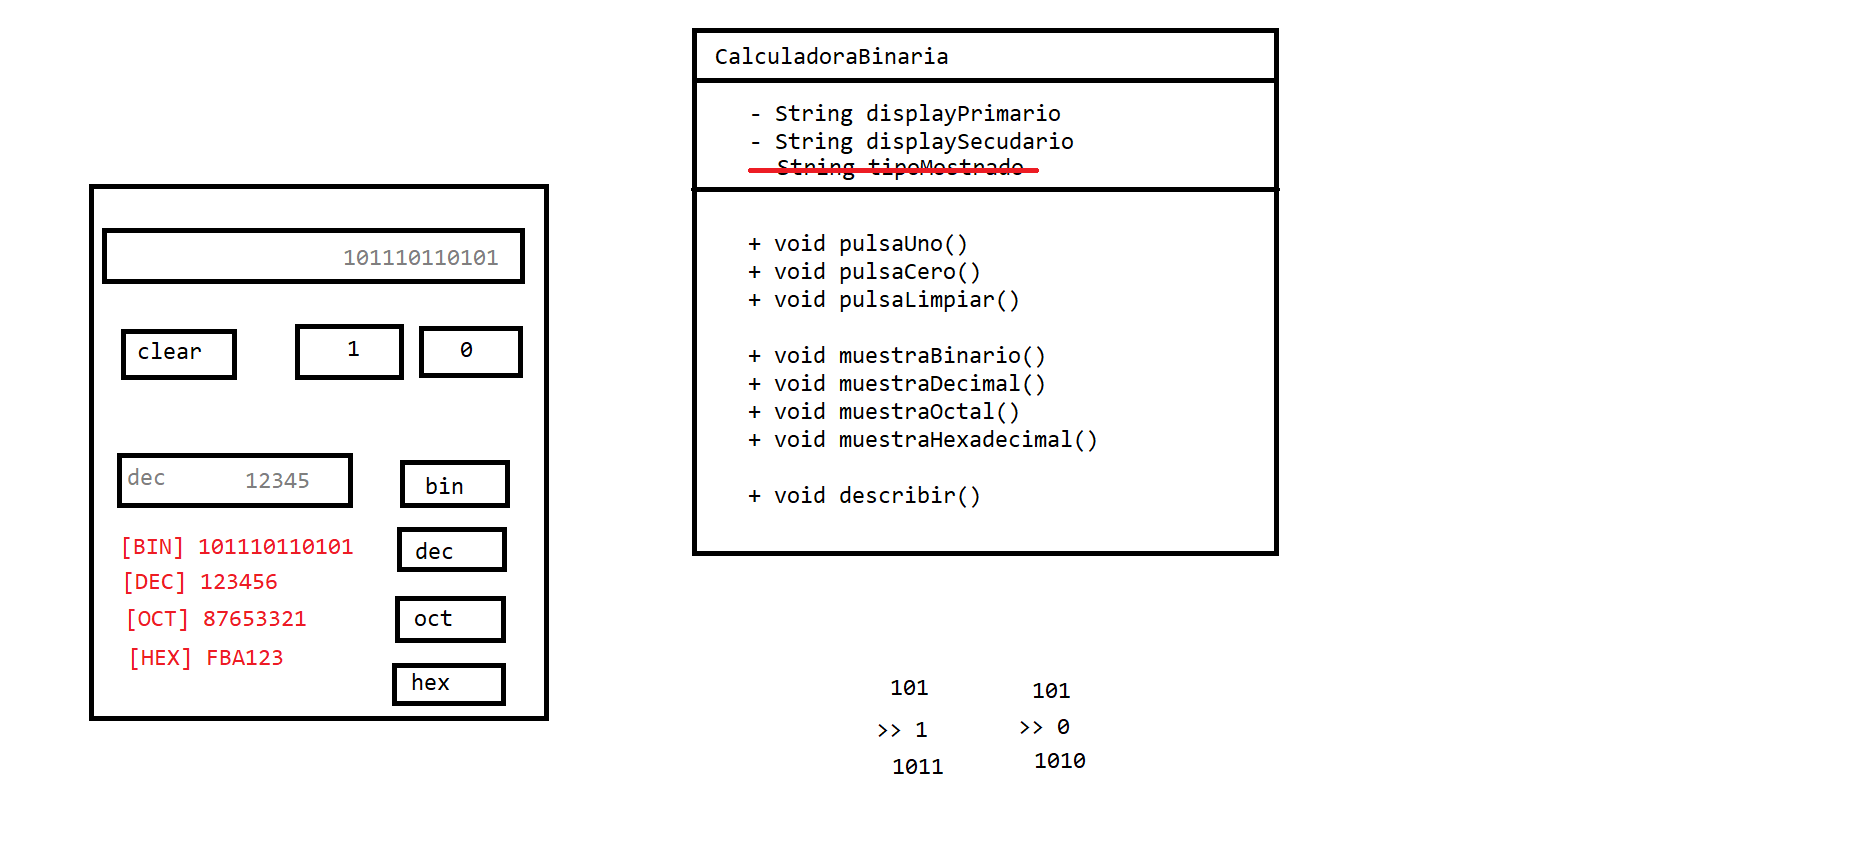 101110110101
clear
1
0
dec 12345
bin
[BIN] 101110110101
dec
[DEC] 123456
[OCT] 87653321
oct
[HEX] FBA123
hex
CalculadoraBinaria
- String displayPrimario
- String displaySecudario
- String tipoMostrado
+ void pulsaUno()
+ void pulsaCero()
+ void pulsaLimpiar()
+ void muestraBinario()
+ void muestraDecimal()
+ void muestraOctal()
+ void muestraHexadecimal()
+ void describir()
101
>> 1
1011
101
>> 0
1010